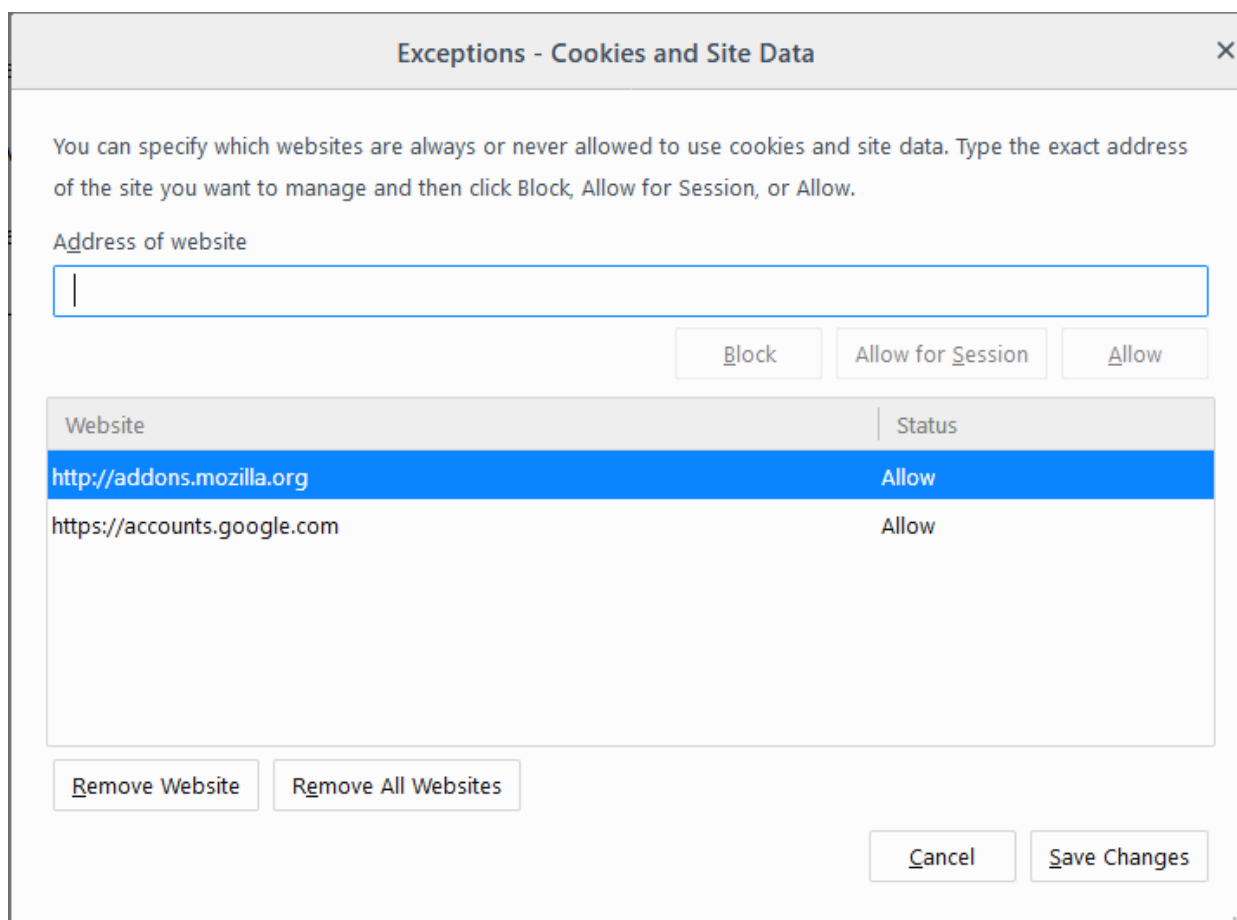 Exceptions - Cookies and Site Data
You can specify which websites are always or never allowed to use cookies and site data. Type the exact address
of the site you want to manage and then click Block, Allow for Session, or Allow.
Address of website
Block Allow for Session Allow
Website Status
http://addons.mozilla.org Allow
https://accounts.google.com Allow
Remove Website Remove All Websites
Cancel Save Changes